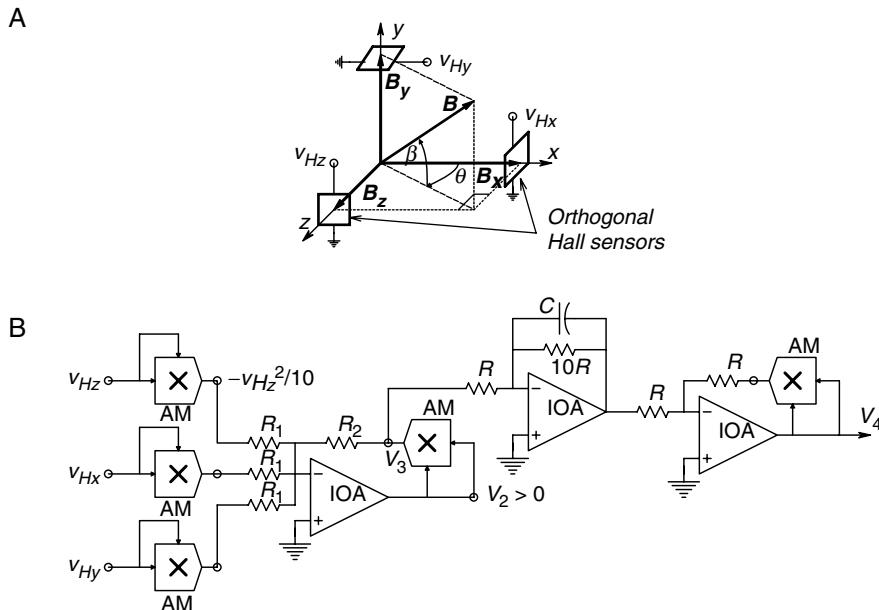 A
y
v_Hy
B_y
B
v_Hx
v_Hz
β
x
θ
B_x
B_z
z
Orthogonal
Hall sensors
B
C
AM
R
10R
R
R
AM
v_Hz
−v_Hz²/10
AM
IOA
IOA
V_4
R_1
R_2
AM
v_Hx
R_1
V_3
AM
R_1
IOA
V_2 > 0
v_Hy
AM
−
+
−
+
−
+